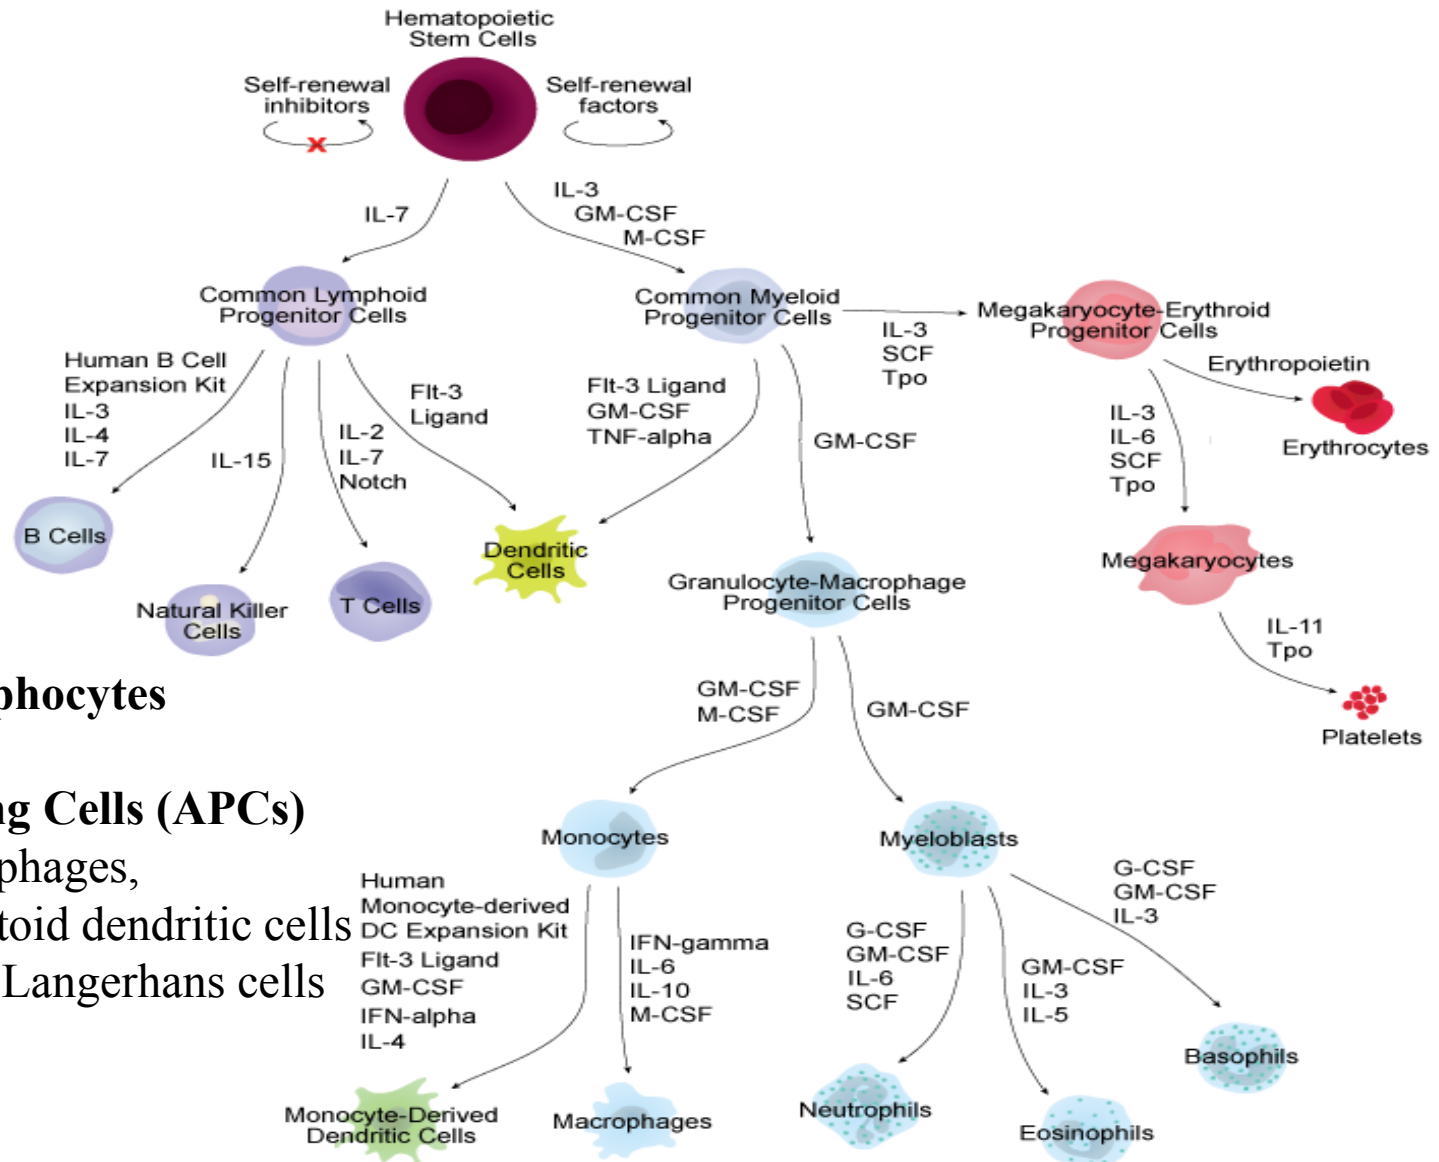 Hematopoietic
Stem Cells
Self-renewal
inhibitors
x
Self-renewal
factors
IL-7
IL-3
GM-CSF
M-CSF
Common Lymphoid
Progenitor Cells
Common Myeloid
Progenitor Cells
IL-3
SCF
Tpo
Megakaryocyte-Erythroid
Progenitor Cells
Human B Cell
Expansion Kit
IL-3
IL-4
IL-7
IL-15
IL-2
IL-7
Notch
Flt-3
Ligand
Flt-3 Ligand
GM-CSF
TNF-alpha
GM-CSF
Erythropoietin
Erythrocytes
IL-3
IL-6
SCF
Tpo
B Cells
Natural Killer
Cells
T Cells
Dendritic
Cells
Granulocyte-Macrophage
Progenitor Cells
Megakaryocytes
IL-11
Tpo
Platelets
phocytes
GM-CSF
M-CSF
GM-CSF
ng Cells (APCs)
phages,
toid dendritic cells
Langerhans cells
Monocytes
Myeloblasts
Human
Monocyte-derived
DC Expansion Kit
Flt-3 Ligand
GM-CSF
IFN-alpha
IL-4
IFN-gamma
IL-6
IL-10
M-CSF
G-CSF
GM-CSF
IL-6
SCF
GM-CSF
IL-3
IL-5
G-CSF
GM-CSF
IL-3
Monocyte-Derived
Dendritic Cells
Macrophages
Neutrophils
Eosinophils
Basophils